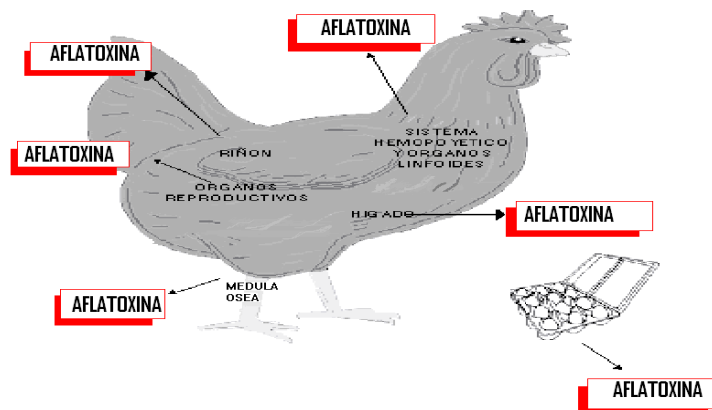 AFLATOXINA
AFLATOXINA
SISTEMA
HEMOPOYETICO
Y ORGANOS
LINFOIDES
AFLATOXINA
RIÑON
ORGANOS
REPRODUCTIVOS
HIGADO
AFLATOXINA
MEDULA
OSEA
AFLATOXINA
AFLATOXINA